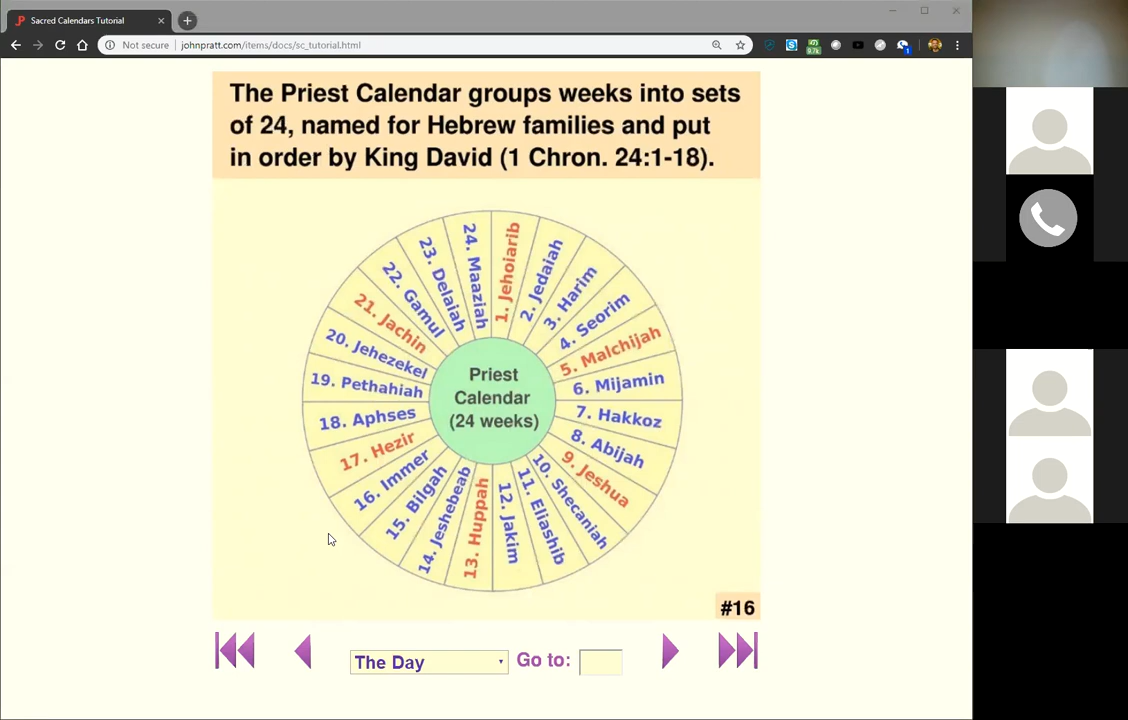 Sacred Calendars Tutorial
Not secure | johnpratt.com/items/docs/sc_tutorial.html
The Priest Calendar groups weeks into sets
of 24, named for Hebrew families and put
in order by King David (1 Chron. 24:1-18).
1. Jehoiarib
2. Jedaiah
3. Harim
4. Seorim
5. Malchijah
6. Mijamin
7. Hakkoz
8. Abijah
9. Jeshua
10. Shecaniah
11. Eliashib
12. Jakim
13. Huppah
14. Jeshebeab
15. Bilgah
16. Immer
17. Hezir
18. Aphses
19. Pethahiah
20. Jehezekel
21. Jachin
22. Gamul
23. Delaiah
24. Maaziah
Priest
Calendar
(24 weeks)
#16
The Day
Go to: